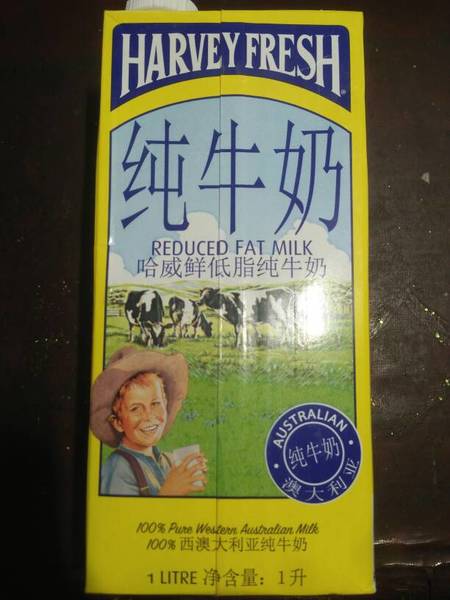 HARVEY FRESH®
纯牛奶
REDUCED FAT MILK
哈威鲜低脂纯牛奶
AUSTRALIAN
纯牛奶
澳大利亚
100% Pure Western Australian Milk
100% 西澳大利亚纯牛奶
1 LITRE 净含量：1升